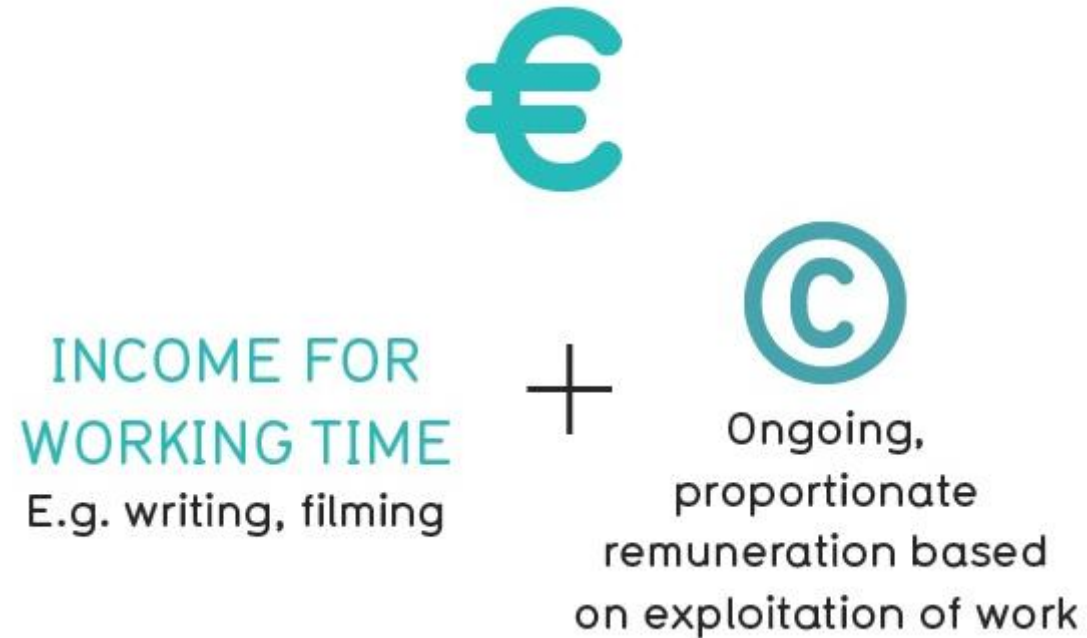 €
©
INCOME FOR
WORKING TIME
E.g. writing, filming
+
Ongoing,
proportionate
remuneration based
on exploitation of work